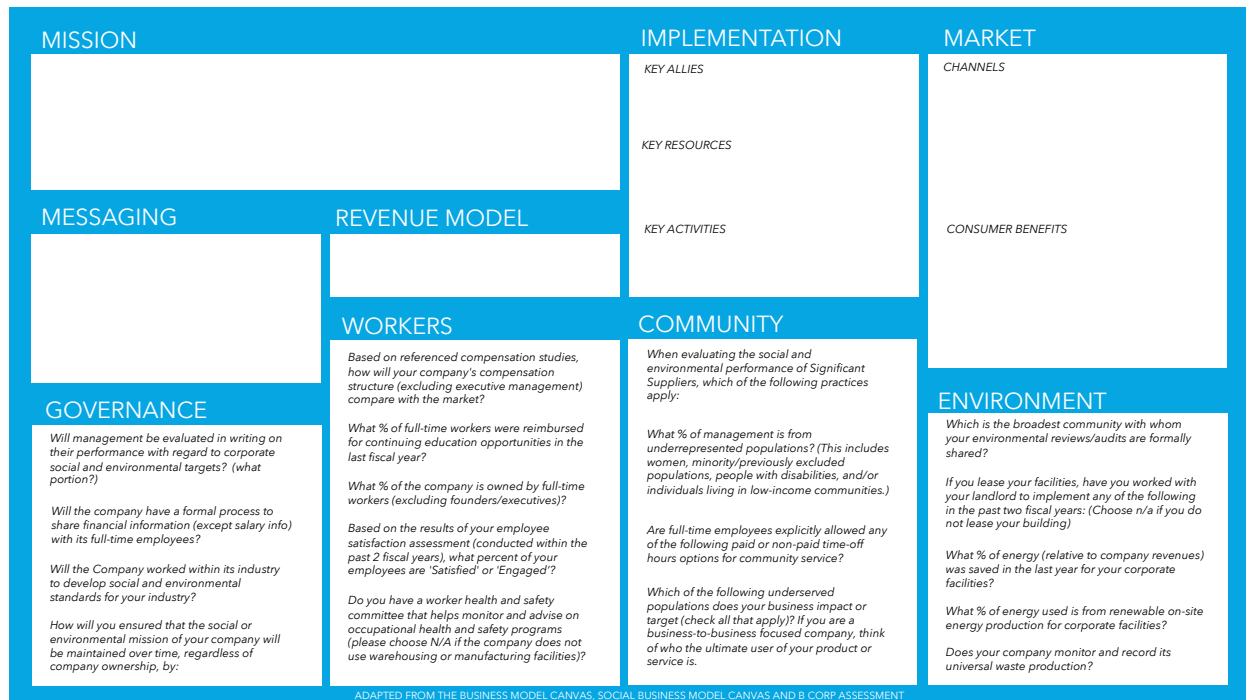 MISSION
IMPLEMENTATION
KEY ALLIES
KEY RESOURCES
KEY ACTIVITIES
MARKET
CHANNELS
CONSUMER BENEFITS
MESSAGING
REVENUE MODEL
GOVERNANCE
Will management be evaluated in writing on
their performance with regard to corporate
social and environmental targets? (what
portion?)
Will the company have a formal process to
share financial information (except salary info)
with its full-time employees?
Will the Company worked within its industry
to develop social and environmental
standards for your industry?
How will you ensured that the social or
environmental mission of your company will
be maintained over time, regardless of
company ownership, by:
WORKERS
Based on referenced compensation studies,
how will your company's compensation
structure (excluding executive management)
compare with the market?
What % of full-time workers were reimbursed
for continuing education opportunities in the
last fiscal year?
What % of the company is owned by full-time
workers (excluding founders/executives)?
Based on the results of your employee
satisfaction assessment (conducted within the
past 2 fiscal years), what percent of your
employees are 'Satisfied' or 'Engaged'?
Do you have a worker health and safety
committee that helps monitor and advise on
occupational health and safety programs
(please choose N/A if the company does not
use warehousing or manufacturing facilities)?
COMMUNITY
When evaluating the social and
environmental performance of Significant
Suppliers, which of the following practices
apply:
What % of management is from
underrepresented populations? (This includes
women, minority/previously excluded
populations, people with disabilities, and/or
individuals living in low-income communities.)
Are full-time employees explicitly allowed any
of the following paid or non-paid time-off
hours options for community service?
Which of the following underserved
populations does your business impact or
target (check all that apply)? If you are a
business-to-business focused company, think
of who the ultimate user of your product or
service is.
ENVIRONMENT
Which is the broadest community with whom
your environmental reviews/audits are formally
shared?
If you lease your facilities, have you worked with
your landlord to implement any of the following
in the past two fiscal years: (Choose n/a if you do
not lease your building)
What % of energy (relative to company revenues)
was saved in the last year for your corporate
facilities?
What % of energy used is from renewable on-site
energy production for corporate facilities?
Does your company monitor and record its
universal waste production?
ADAPTED FROM THE BUSINESS MODEL CANVAS, SOCIAL BUSINESS MODEL CANVAS AND B CORP ASSESSMENT